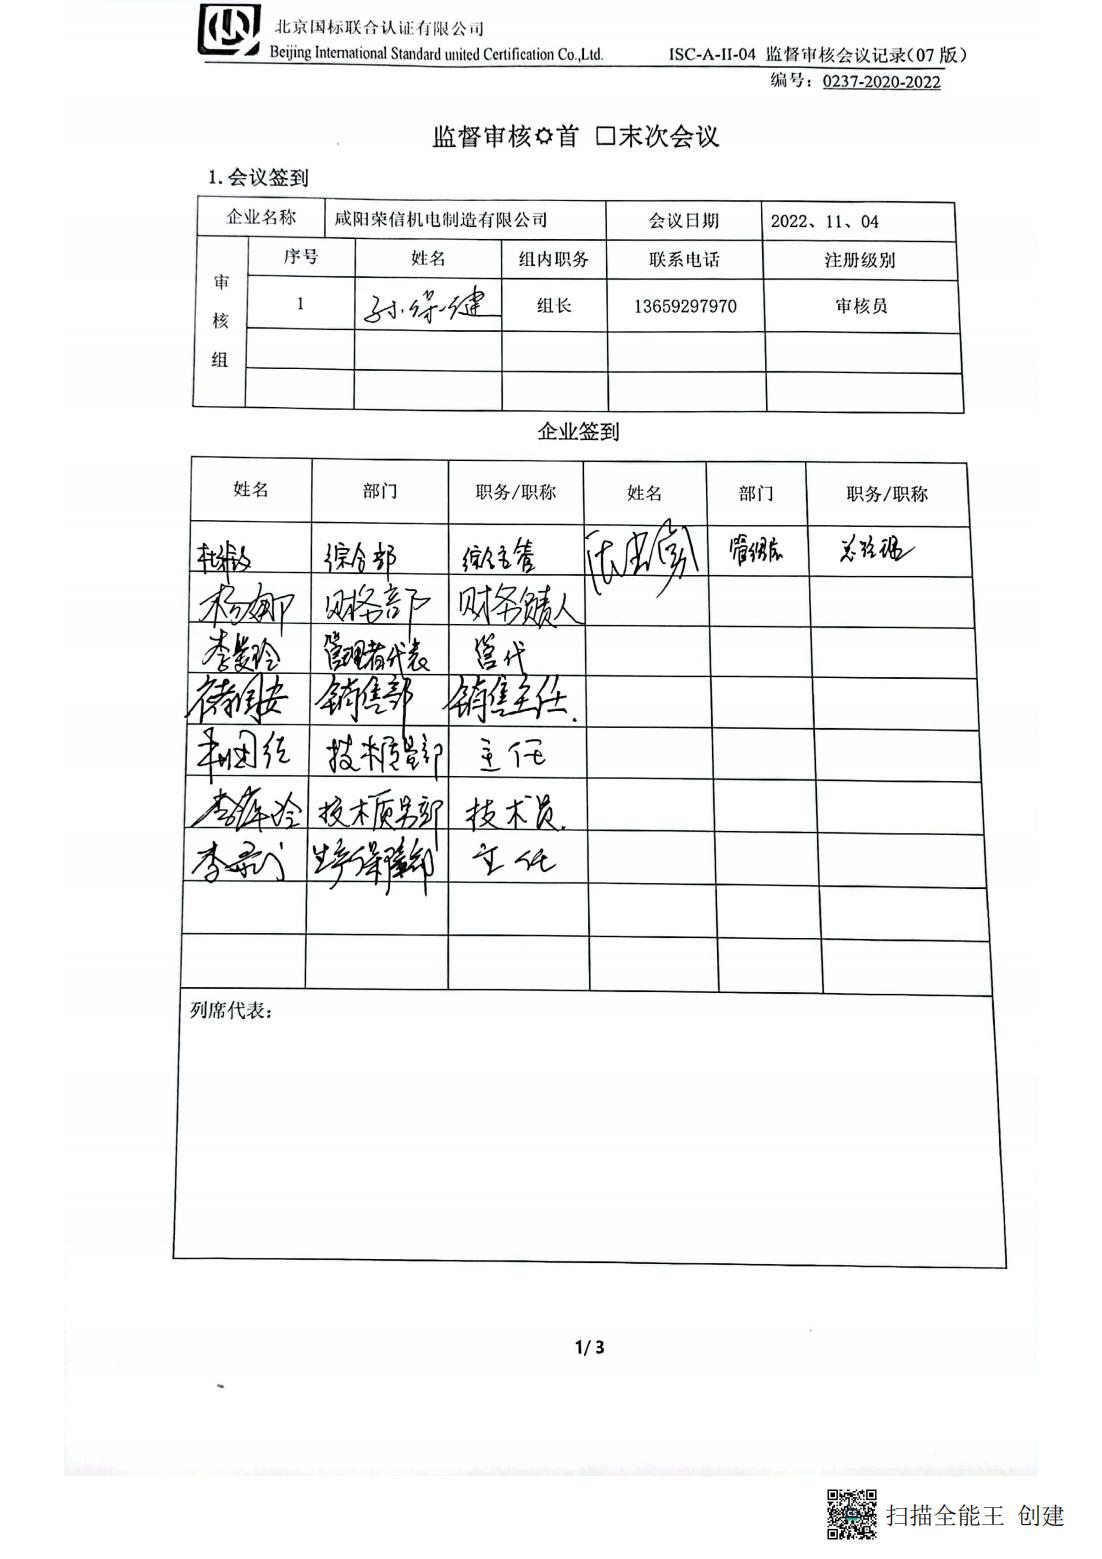 北京国标联合认证有限公司
Beijing International Standard united Certification Co.,Ltd.
ISC-A-II-04 监督审核会议记录(07 版)
编号：0237-2020-2022
监督审核✡首 □末次会议
1. 会议签到
企业名称 咸阳荣信机电制造有限公司 会议日期 2022、11、04
审核组
序号 姓名 组内职务 联系电话 注册级别
1 孙保健 组长 13659297970 审核员
企业签到
姓名 部门 职务/职称 姓名 部门 职务/职称
综合部 综合主管 管理层 总经理
杨娜 财务部 财务负责人
管理者代表 管代
销售部 销售主任.
技术质量部 主任
技术质量部 技术员.
生产保障部 主任
列席代表：
1/ 3
扫描全能王 创建